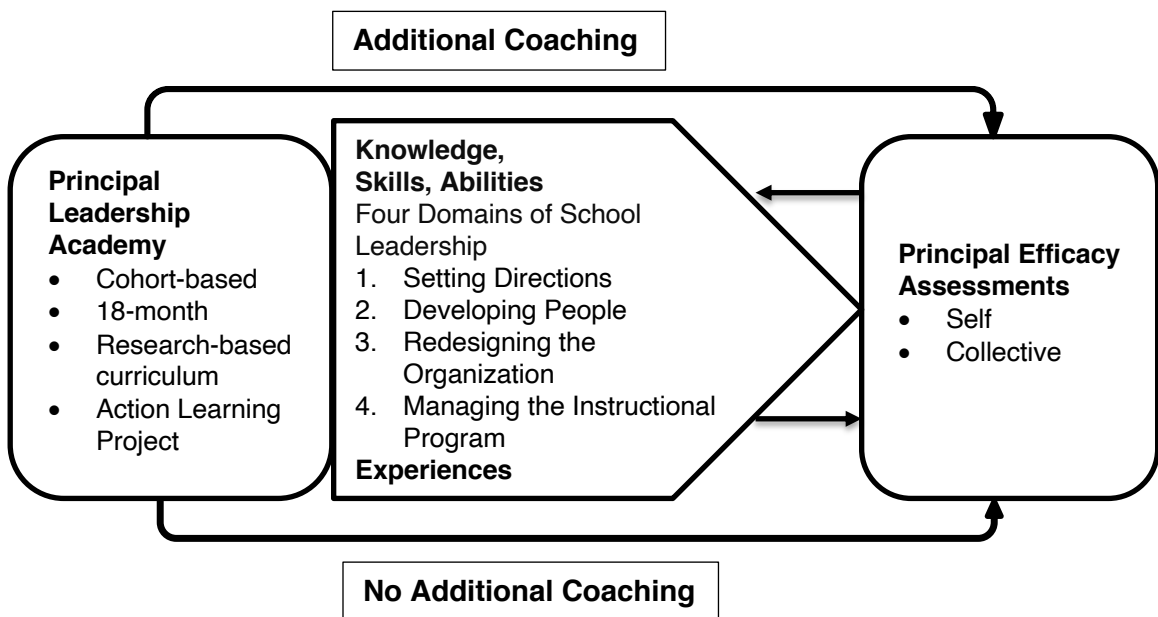 Additional Coaching
Principal
Leadership
Academy
• Cohort-based
• 18-month
• Research-based
curriculum
• Action Learning
Project
Knowledge,
Skills, Abilities
Four Domains of School
Leadership
1. Setting Directions
2. Developing People
3. Redesigning the
Organization
4. Managing the Instructional
Program
Experiences
Principal Efficacy
Assessments
• Self
• Collective
No Additional Coaching